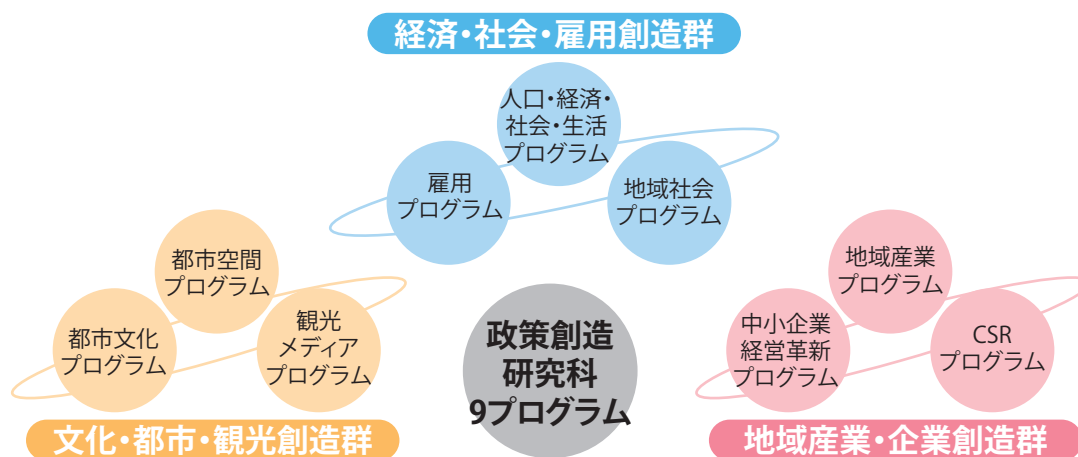 経済・社会・雇用創造群
人口・経済・
社会・生活
プログラム
雇用
プログラム
地域社会
プログラム
都市空間
プログラム
都市文化
プログラム
観光
メディア
プログラム
文化・都市・観光創造群
政策創造
研究科
9プログラム
地域産業
プログラム
中小企業
経営革新
プログラム
CSR
プログラム
地域産業・企業創造群